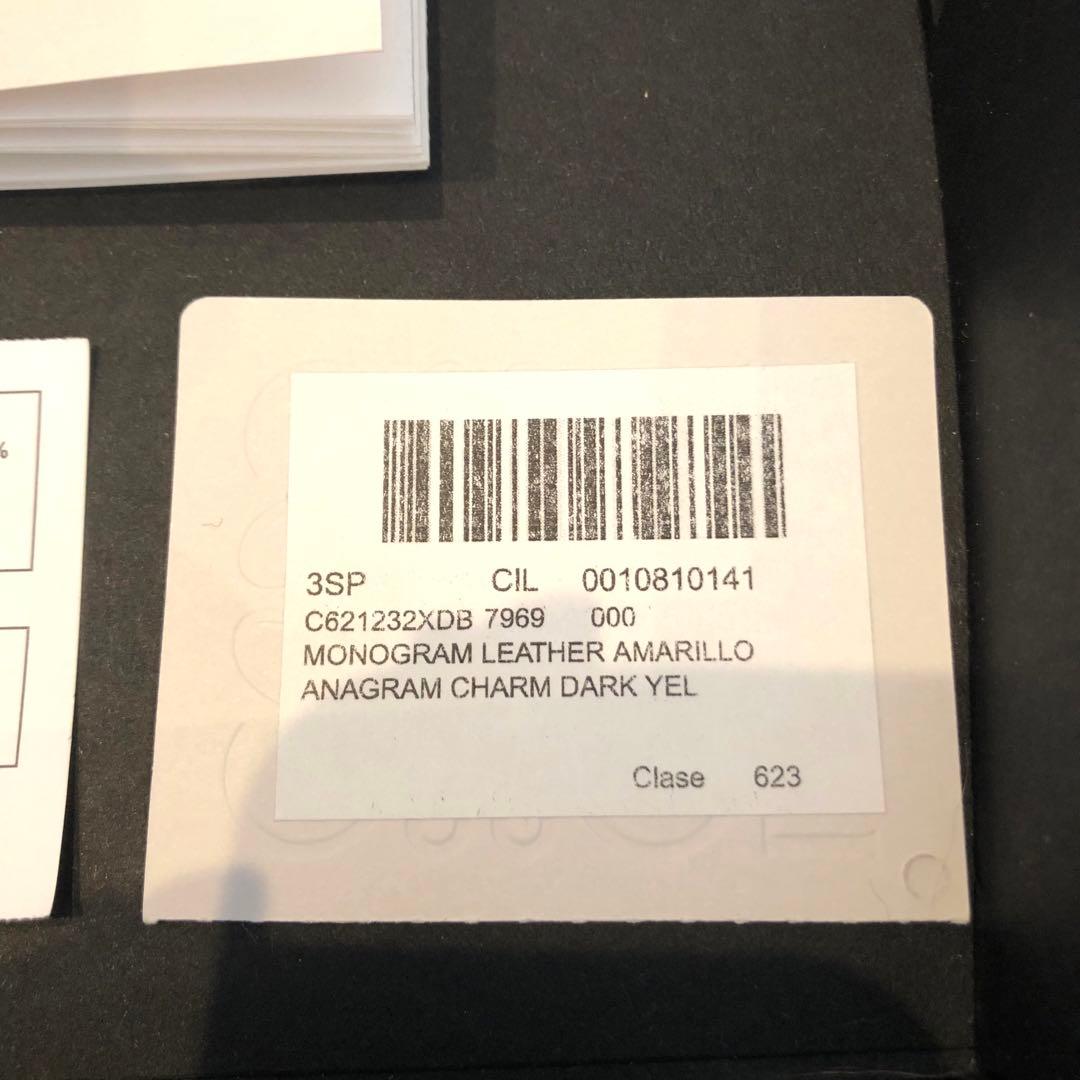 %
3SP CIL 0010810141
C621232XDB 7969 000
MONOGRAM LEATHER AMARILLO
ANAGRAM CHARM DARK YEL
Clase 623